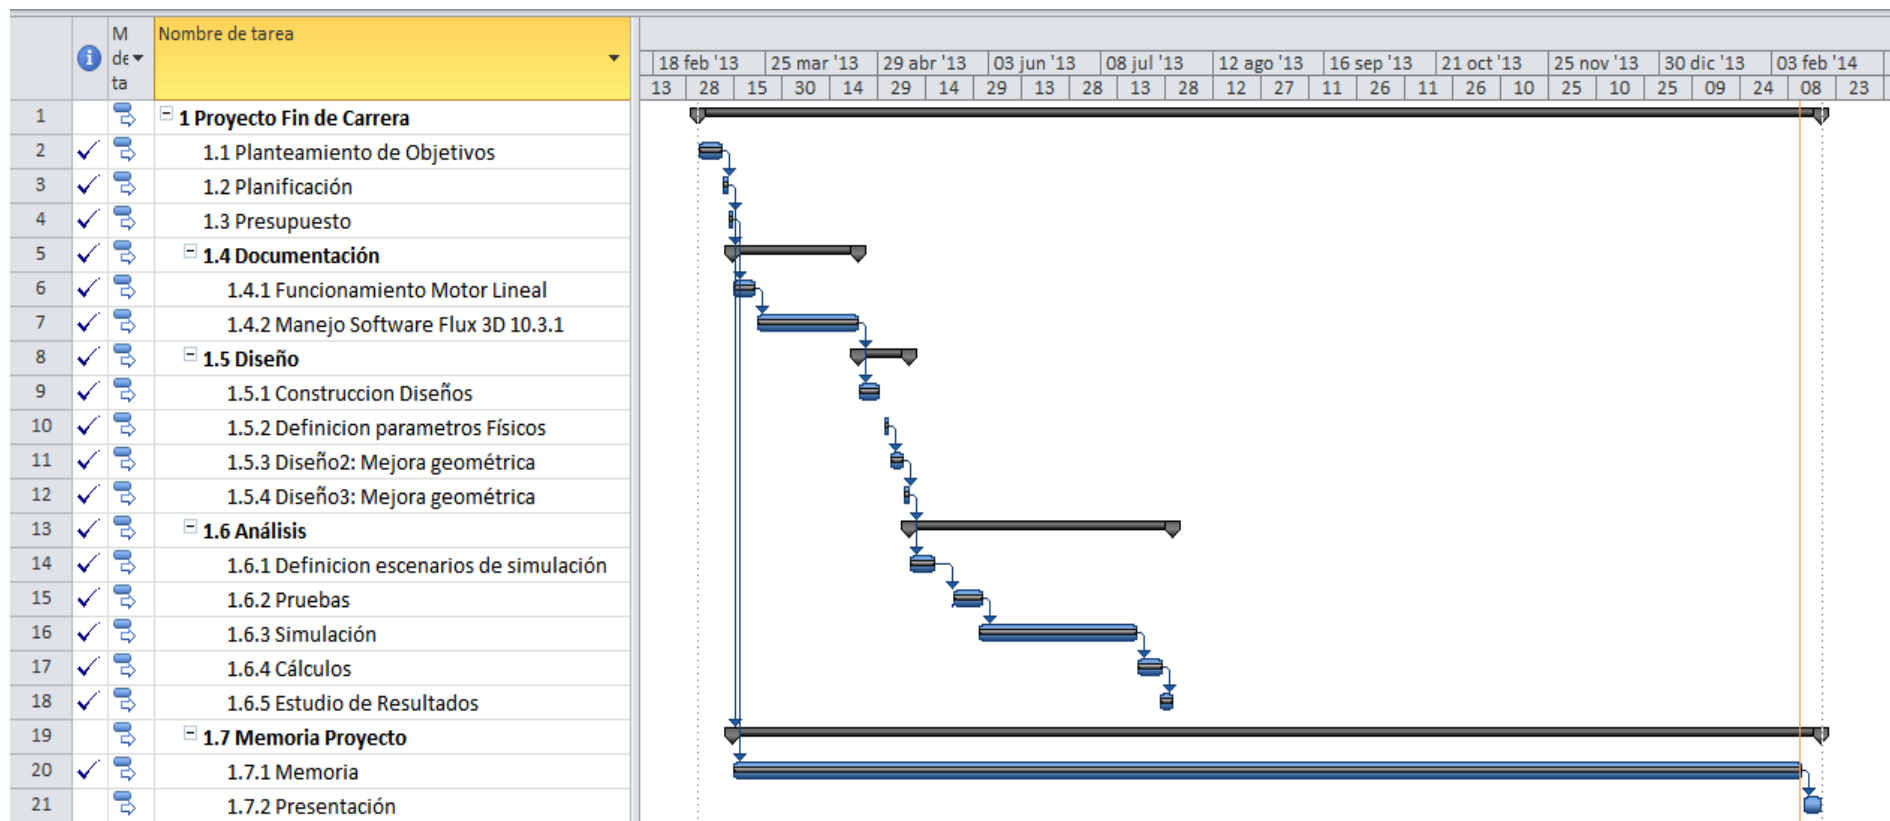 M
de
ta
Nombre de tarea
18 feb '13 25 mar '13 29 abr '13 03 jun '13 08 jul '13 12 ago '13 16 sep '13 21 oct '13 25 nov '13 30 dic '13 03 feb '14
13 28 15 30 14 29 14 29 13 28 13 28 12 27 11 26 11 26 10 25 10 25 09 24 08 23
1 1 Proyecto Fin de Carrera
2 1.1 Planteamiento de Objetivos
3 1.2 Planificación
4 1.3 Presupuesto
5 1.4 Documentación
6 1.4.1 Funcionamiento Motor Lineal
7 1.4.2 Manejo Software Flux 3D 10.3.1
8 1.5 Diseño
9 1.5.1 Construccion Diseños
10 1.5.2 Definicion parametros Físicos
11 1.5.3 Diseño2: Mejora geométrica
12 1.5.4 Diseño3: Mejora geométrica
13 1.6 Análisis
14 1.6.1 Definicion escenarios de simulación
15 1.6.2 Pruebas
16 1.6.3 Simulación
17 1.6.4 Cálculos
18 1.6.5 Estudio de Resultados
19 1.7 Memoria Proyecto
20 1.7.1 Memoria
21 1.7.2 Presentación